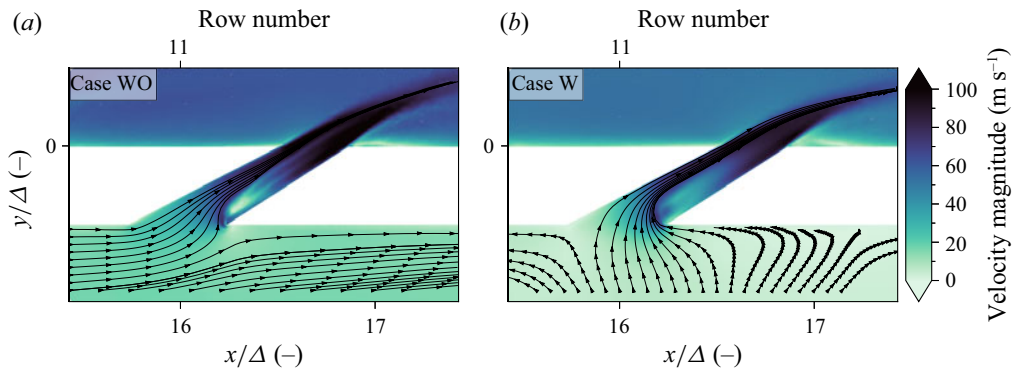 (a) Row number
11
Case WO
0
y/Δ (–)
16 17
x/Δ (–)
(b) Row number
11
Case W
0
16 17
x/Δ (–)
100
80
60
40
20
0
Velocity magnitude (m s⁻¹)